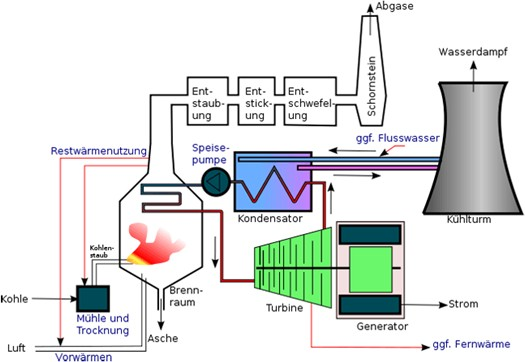 Abgase
Wasserdampf
Schornstein
Ent-
staub-
ung
Ent-
stick-
ung
Ent-
schwefel-
ung
ggf. Flusswasser
Restwärmenutzung
Speise-
pumpe
Kondensator
Kühlturm
Kohlen-
staub
Kohle
Mühle und
Trocknung
Brenn-
raum
Turbine
Generator
Strom
Asche
Luft
Vorwärmen
ggf. Fernwärme